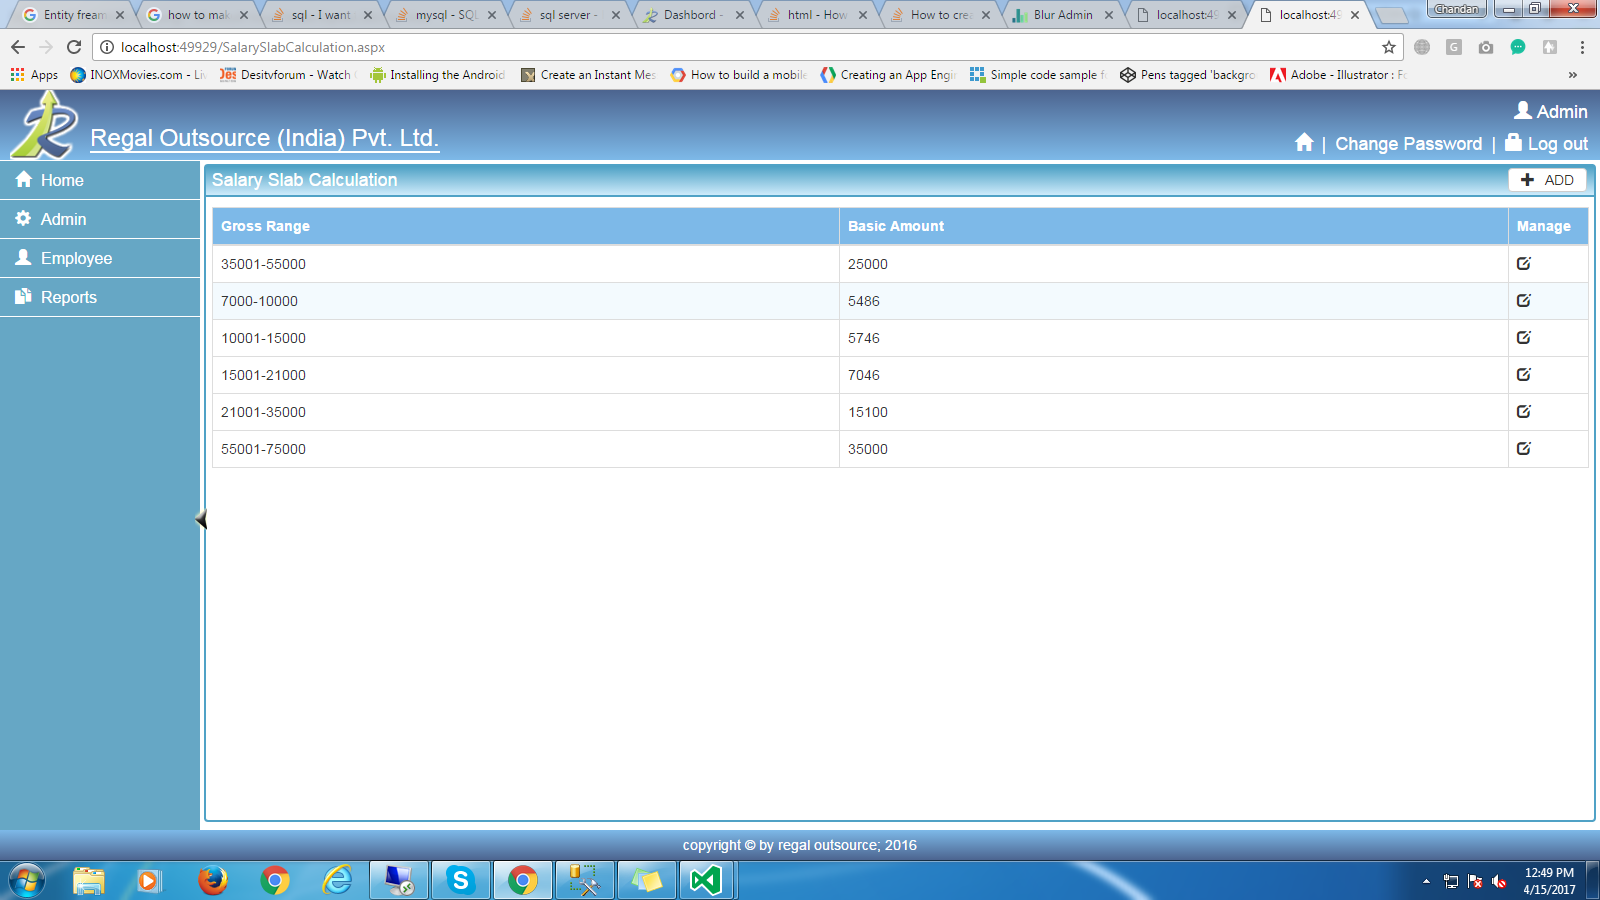 Entity fream
how to mak
sql - I want
mysql - SQL
sql server -
Dashbord -
html - How
How to crea
Blur Admin
localhost:49
localhost:49
Chandan
localhost:49929/SalarySlabCalculation.aspx
Apps
INOXMovies.com - Li
Desitvforum - Watch
Installing the Android
Create an Instant Mes
How to build a mobile
Creating an App Engi
Simple code sample f
Pens tagged 'backgro
Adobe - Illustrator : Fo
»
Regal Outsource (India) Pvt. Ltd.
Admin
| Change Password | Log out
Home
Admin
Employee
Reports
Salary Slab Calculation
ADD
Gross Range Basic Amount Manage
35001-55000 25000
7000-10000 5486
10001-15000 5746
15001-21000 7046
21001-35000 15100
55001-75000 35000
copyright © by regal outsource; 2016
12:49 PM
4/15/2017